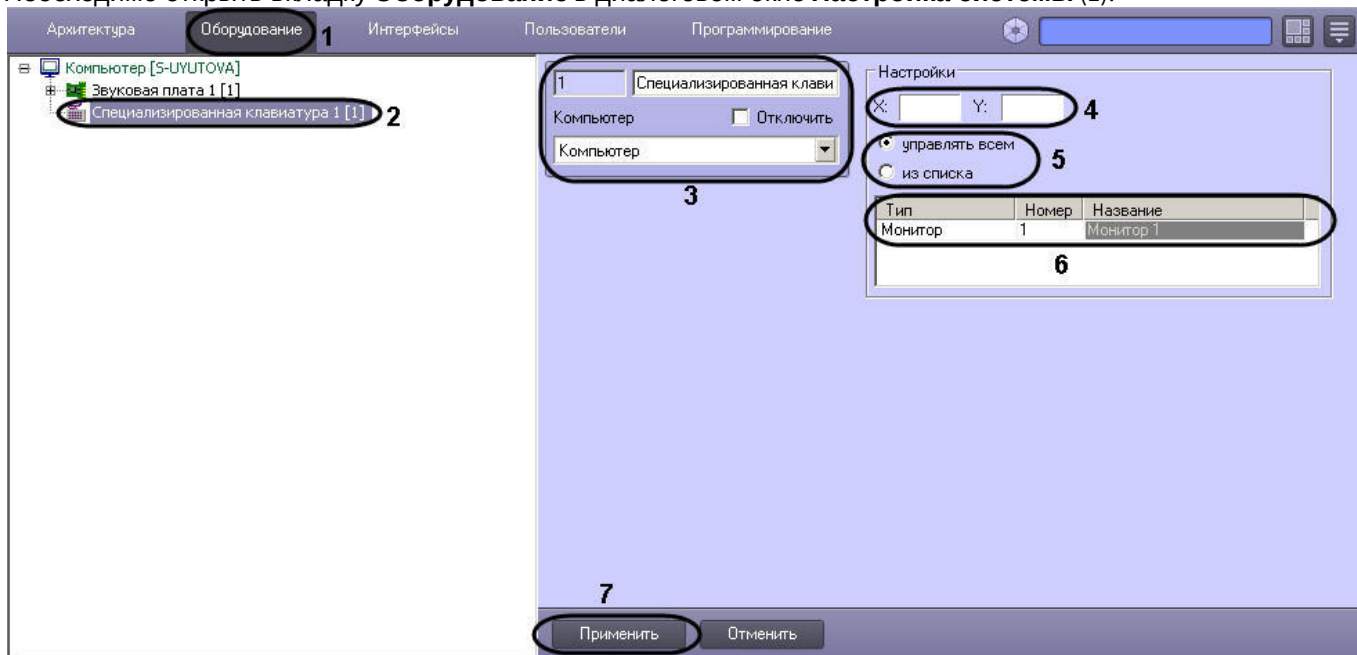 Необходимо открыть вкладку Оборудование в диалоговом окне Настройка системы (1).
Архитектура Оборудование 1 Интерфейсы Пользователи Программирование
Компьютер [S-UYUTOVA]
Звуковая плата 1 [1]
Специализированная клавиатура 1 [1] 2
1 Специализированная клави
Компьютер Отключить
Компьютер
3
Настройки
X: Y: 4
управлять всем
из списка
5
Тип Номер Название
Монитор 1 Монитор 1
6
7
Применить Отменить